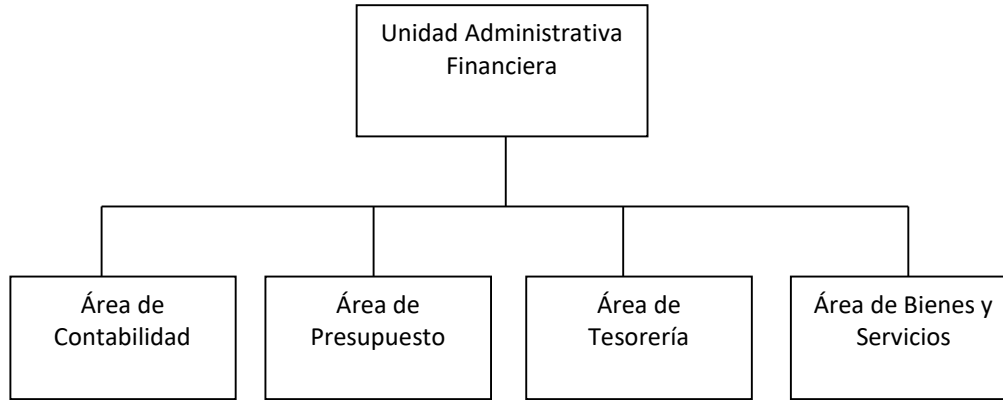 Unidad Administrativa
Financiera
Área de
Contabilidad
Área de
Presupuesto
Área de
Tesorería
Área de Bienes y
Servicios